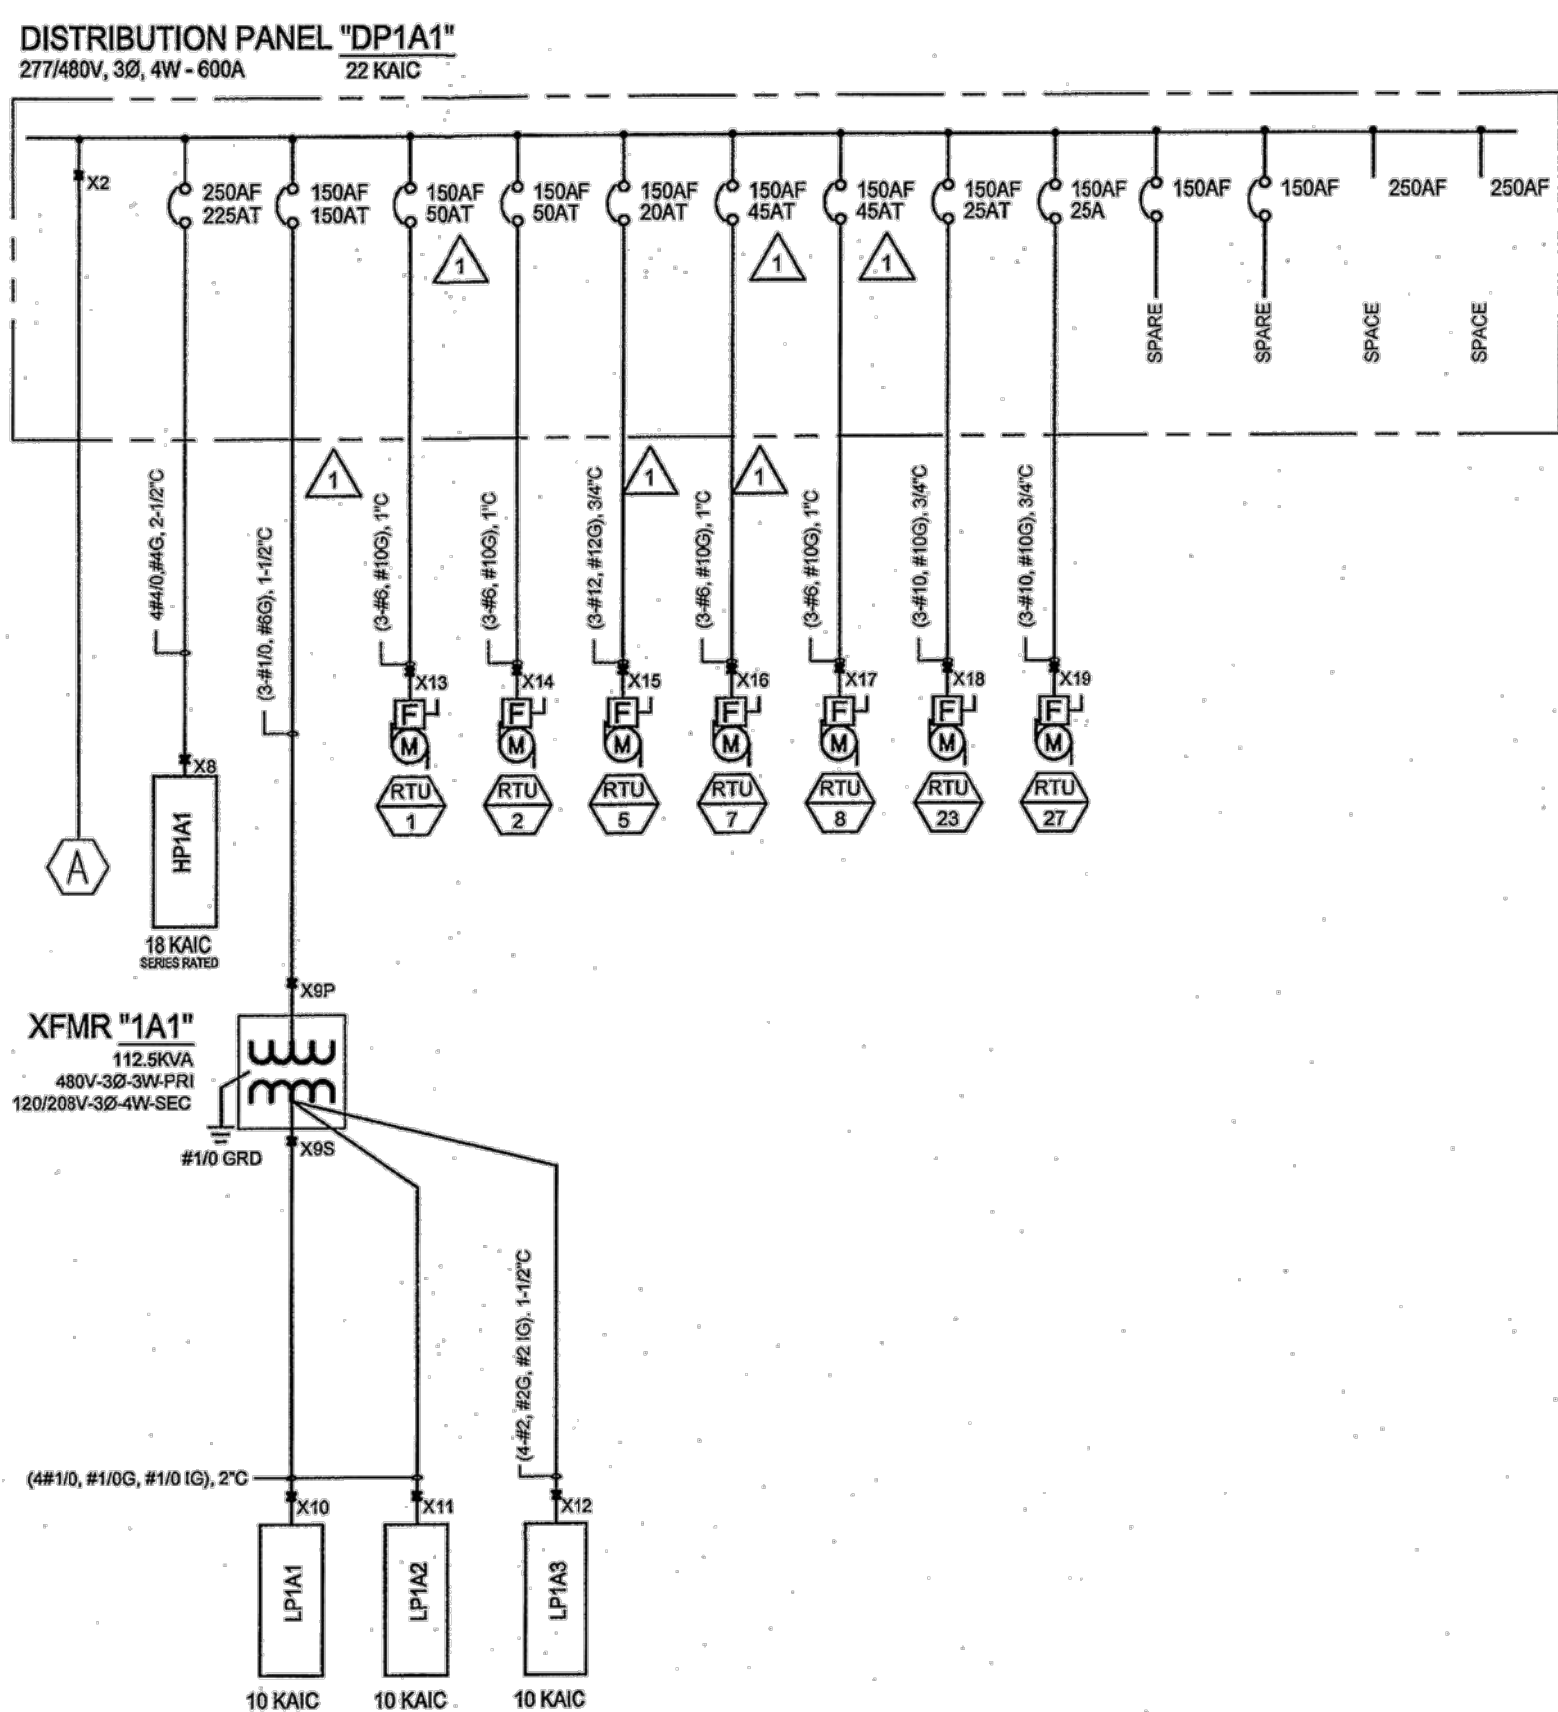 DISTRIBUTION PANEL "DP1A1"
277/480V, 3Ø, 4W - 600A
22 KAIC
X2
250AF
225AT
150AF
150AT
150AF
50AT
150AF
50AT
150AF
20AT
150AF
45AT
150AF
45AT
150AF
25AT
150AF
25A
150AF
150AF
250AF
250AF
1
1
1
SPARE
SPARE
SPACE
SPACE
1
1
1
4#4/0,#4G, 2-1/2"C
(3-#1/0, #6G), 1-1/2"C
(3-#6, #10G), 1"C
(3-#6, #10G), 1"C
(3-#12, #12G), 3/4"C
(3-#6, #10G), 1"C
(3-#6, #10G), 1"C
(3-#10, #10G), 3/4"C
(3-#10, #10G), 3/4"C
X13
X14
X15
X16
X17
X18
X19
F
F
F
F
F
F
F
M
M
M
M
M
M
M
RTU
1
RTU
2
RTU
5
RTU
7
RTU
8
RTU
23
RTU
27
X8
A
HP1A1
18 KAIC
SERIES RATED
X9P
XFMR "1A1"
112.5KVA
480V-3Ø-3W-PRI
120/208V-3Ø-4W-SEC
#1/0 GRD
X9S
(4-#2, #2G, #2 IG). 1-1/2"C
(4#1/0, #1/0G, #1/0 IG), 2"C
X10
X11
X12
LP1A1
LP1A2
LP1A3
10 KAIC
10 KAIC
10 KAIC